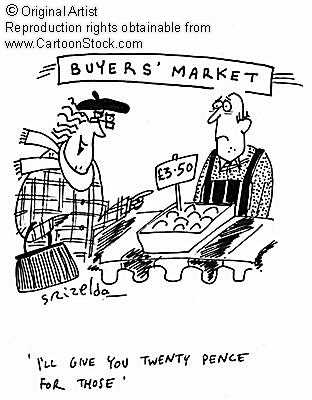 © Original Artist
Reproduction rights obtainable from
www.CartoonStock.com
BUYERS' MARKET
£3.50
Grizelda
'I'LL GIVE YOU TWENTY PENCE
FOR THOSE'